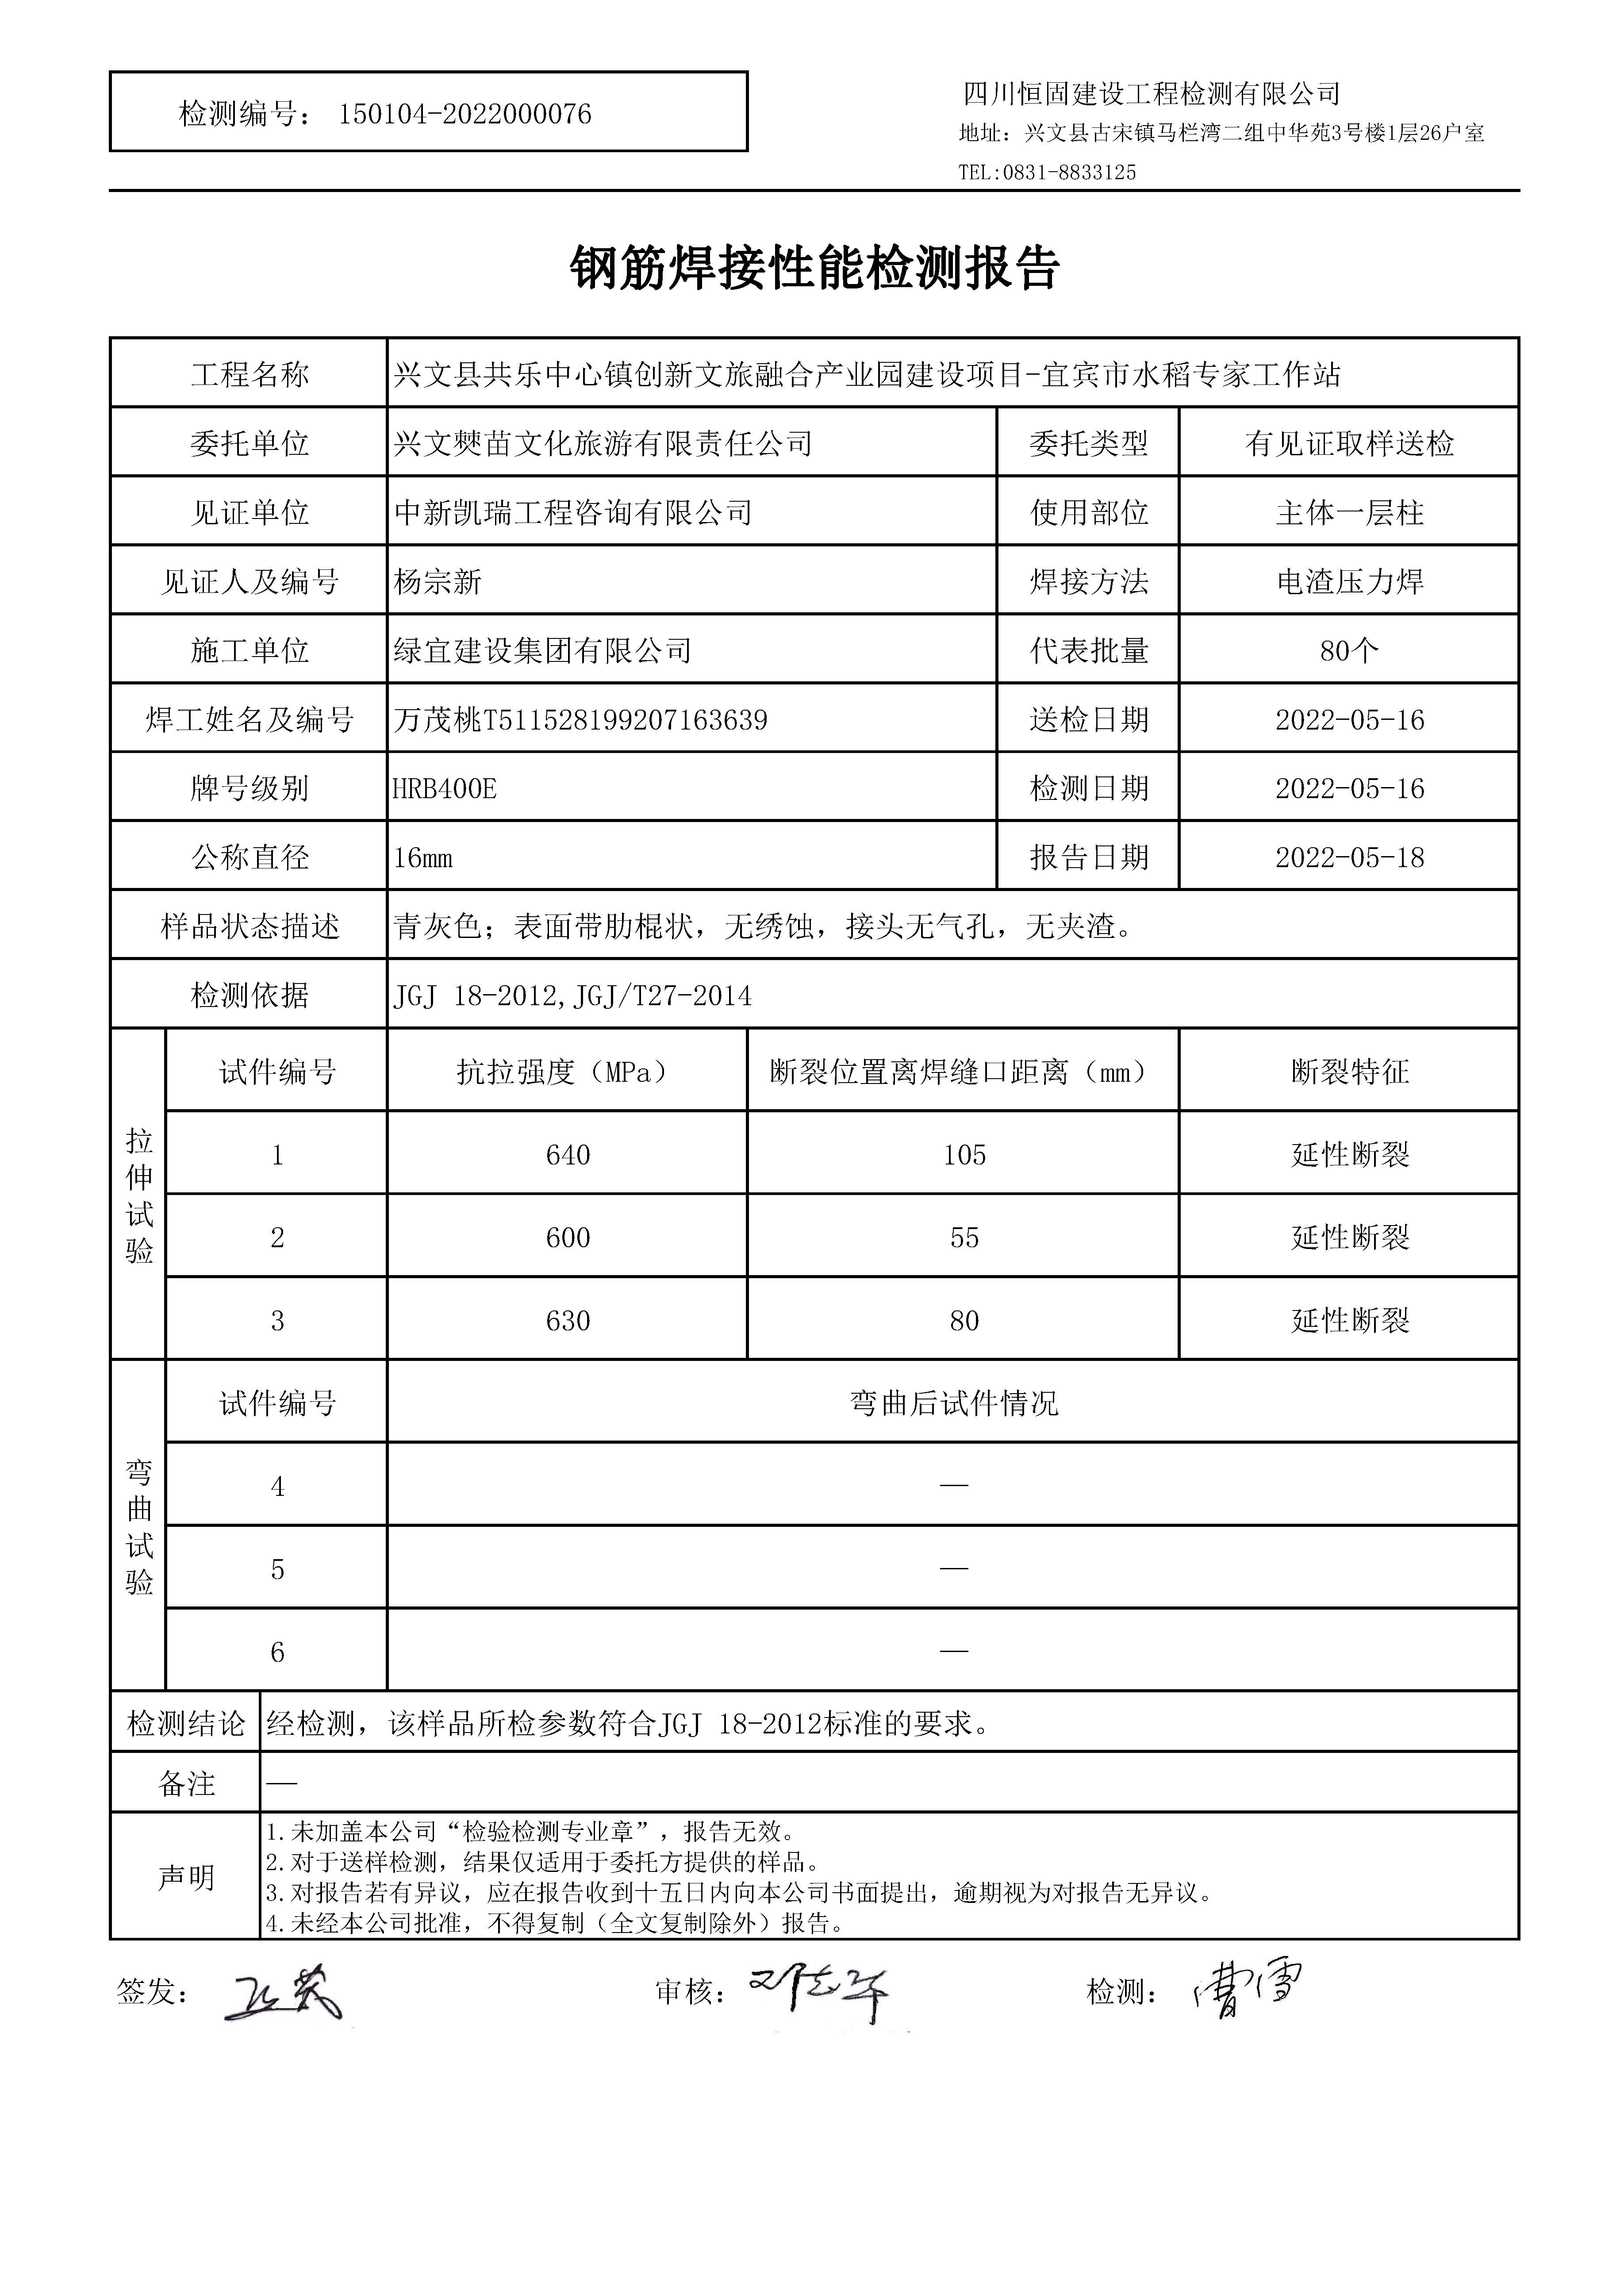 检测编号： 150104-2022000076
四川恒固建设工程检测有限公司
地址：兴文县古宋镇马栏湾二组中华苑3号楼1层26户室
TEL:0831-8833125
钢筋焊接性能检测报告
工程名称 兴文县共乐中心镇创新文旅融合产业园建设项目-宜宾市水稻专家工作站
委托单位 兴文僰苗文化旅游有限责任公司 委托类型 有见证取样送检
见证单位 中新凯瑞工程咨询有限公司 使用部位 主体一层柱
见证人及编号 杨宗新 焊接方法 电渣压力焊
施工单位 绿宜建设集团有限公司 代表批量 80个
焊工姓名及编号 万茂桃T511528199207163639 送检日期 2022-05-16
牌号级别 HRB400E 检测日期 2022-05-16
公称直径 16mm 报告日期 2022-05-18
样品状态描述 青灰色；表面带肋棍状，无绣蚀，接头无气孔，无夹渣。
检测依据 JGJ 18-2012,JGJ/T27-2014
拉伸试验
试件编号 抗拉强度（MPa） 断裂位置离焊缝口距离（mm） 断裂特征
1 640 105 延性断裂
2 600 55 延性断裂
3 630 80 延性断裂
弯曲试验
试件编号 弯曲后试件情况
4 —
5 —
6 —
检测结论 经检测，该样品所检参数符合JGJ 18-2012标准的要求。
备注 —
声明
1.未加盖本公司“检验检测专业章”，报告无效。
2.对于送样检测，结果仅适用于委托方提供的样品。
3.对报告若有异议，应在报告收到十五日内向本公司书面提出，逾期视为对报告无异议。
4.未经本公司批准，不得复制（全文复制除外）报告。
签发： 审核： 检测：曹雪